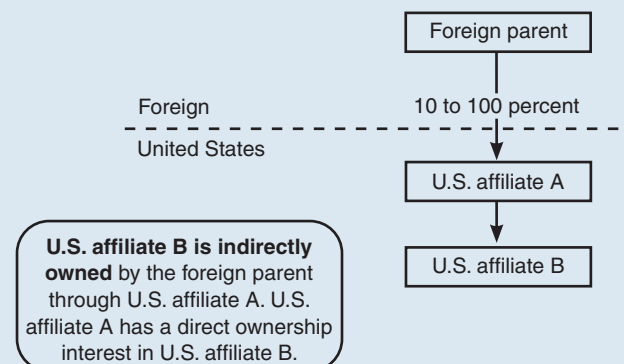 Foreign parent
Foreign
10 to 100 percent
United States
U.S. affiliate A
U.S. affiliate B
U.S. affiliate B is indirectly
owned by the foreign parent
through U.S. affiliate A. U.S.
affiliate A has a direct ownership
interest in U.S. affiliate B.